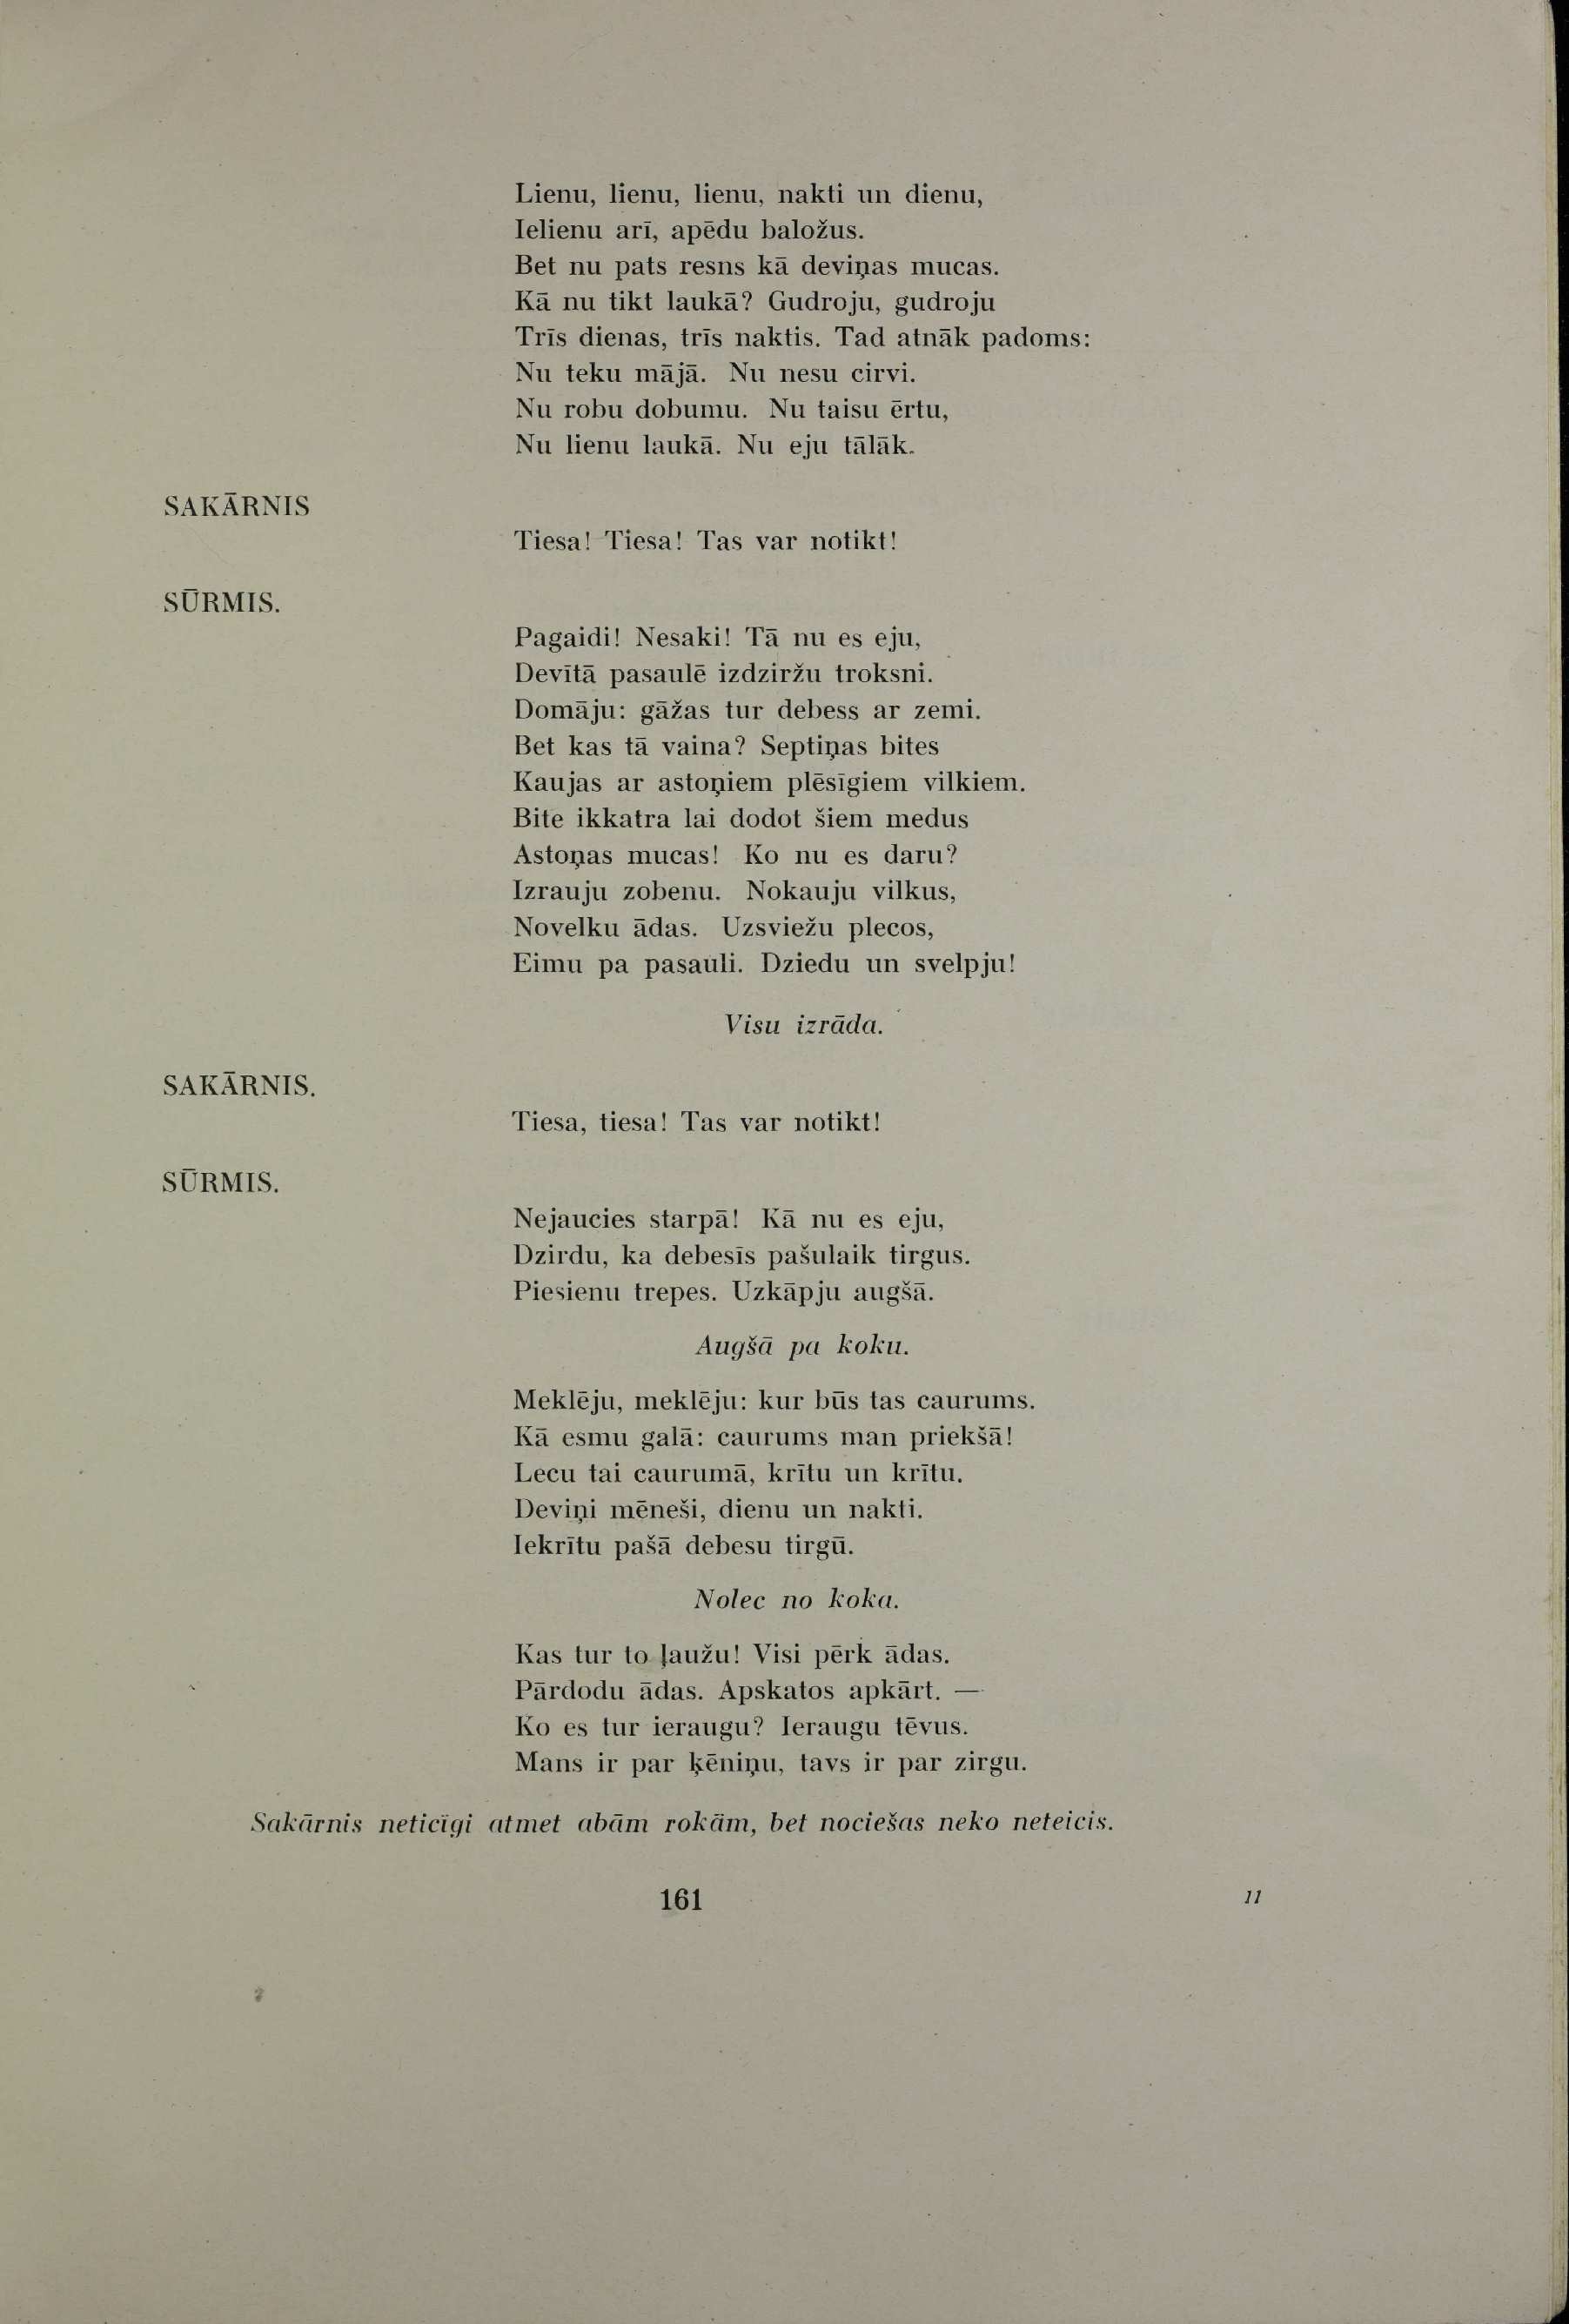 Lienu, lienu, lienu, nakti un dienu,
Ielienu arī, apēdu baložus.
Bet nu pats resns kā deviņas mucas.
Kā nu tikt laukā? Gudroju, gudroju
Trīs dienas, trīs naktis. Tad atnāk padoms:
Nu teku mājā. Nu nesu cirvi.
Nu robu dobumu. Nu taisu ērtu,
Nu lienu laukā. Nu eju tālāk.
SAKĀRNIS
Tiesa! Tiesa! Tas var notikt!
SŪRMIS.
Pagaidi! Nesaki! Tā nu es eju,
Devītā pasaulē izdziržu troksni.
Domāju: gāžas tur debess ar zemi.
Bet kas tā vaina? Septiņas bites
Kaujas ar astoņiem plēsīgiem vilkiem.
Bite ikkatra lai dodot šiem medus
Astoņas mucas! Ko nu es daru?
Izrauju zobenu. Nokauju vilkus,
Novelku ādas. Uzsviežu plecos,
Eimu pa pasauli. Dziedu un svelpju!
Visu izrāda.
SAKĀRNIS.
Tiesa, tiesa! Tas var notikt!
SŪRMIS.
Nejaucies starpā! Kā nu es eju,
Dzirdu, ka debesīs pašulaik tirgus.
Piesienu trepes. Uzkāpju augšā.
Augšā pa koku.
Meklēju, meklēju: kur būs tas caurums.
Kā esmu galā: caurums man priekšā!
Lecu tai caurumā, krītu un krītu.
Deviņi mēneši, dienu un nakti.
Iekrītu pašā debesu tirgū.
Nolec no koka.
Kas tur to ļaužu! Visi pērk ādas.
Pārdodu ādas. Apskatos apkārt. —
Ko es tur ieraugu? Ieraugu tēvus.
Mans ir par ķēniņu, tavs ir par zirgu.
Sakārnis neticīgi atmet abām rokām, bet nociešas neko neteicis.
161
11